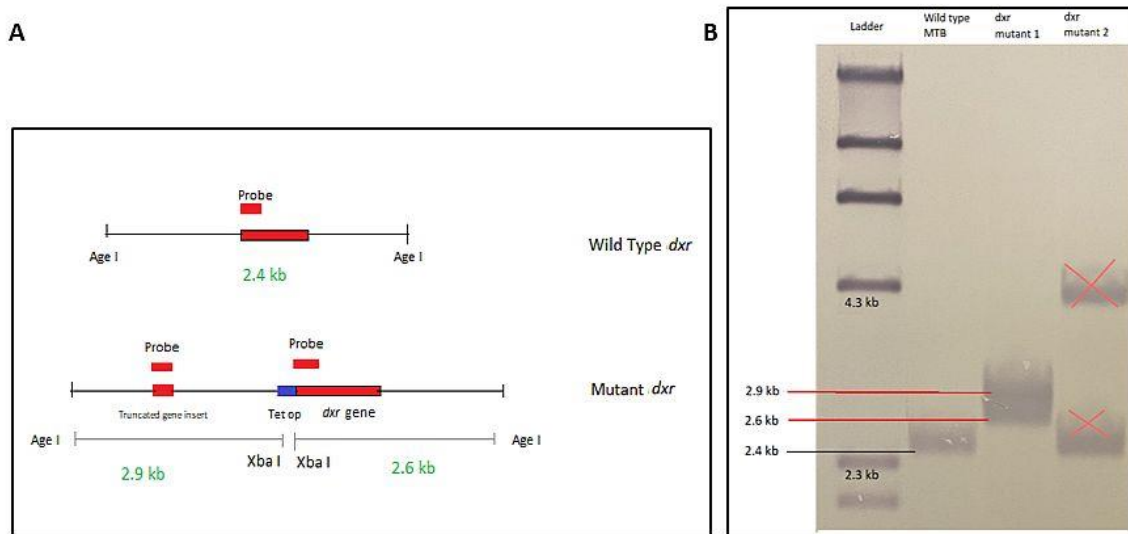 A
Probe
Age I
Age I
2.4 kb
Wild Type dxr
Probe
Probe
Mutant dxr
Truncated gene insert
Tet op
dxr gene
Age I
Age I
Xba I
Xba I
2.9 kb
2.6 kb
B
Ladder
Wild type
MTB
dxr
mutant 1
dxr
mutant 2
4.3 kb
2.9 kb
2.6 kb
2.4 kb
2.3 kb